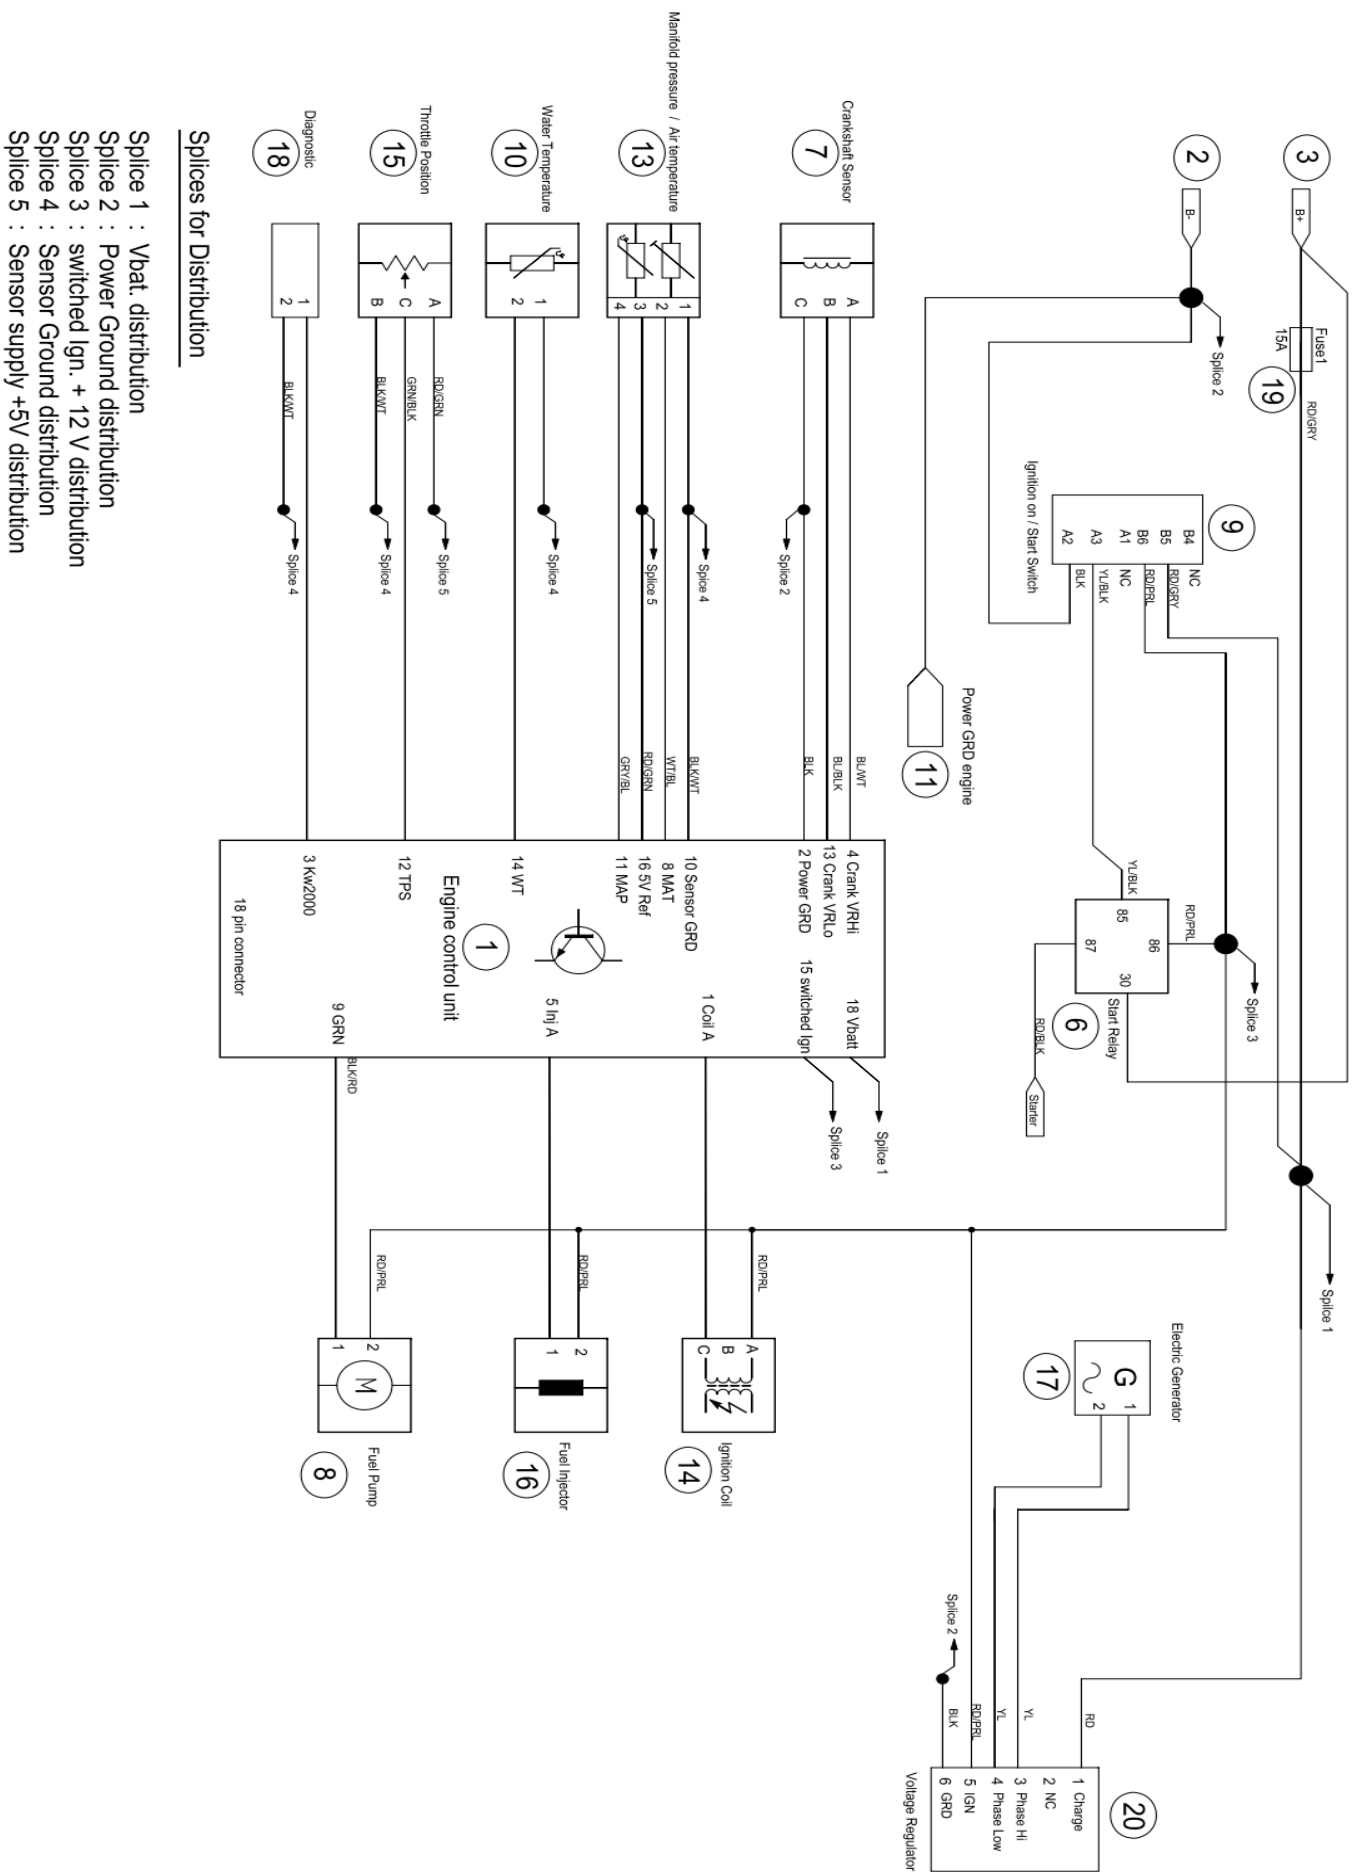 3
B+
Fuse1
15A
19
RD/GRY
Spilce 1
2
B-
Splice 2
9
B4
B5
B6
A1
A3
A2
NC
RD/GRY
RD/PRL
NC
YL/BLK
BLK
Ignition on / Start Switch
Power GRD engine
11
YL/BLK
RD/PRL
85
86
87
30
Start Relay
6
RD/BLK
Starter
Splice 3
Electric Generator
G
1
2
17
RD
YL
YL
RD/PRL
BLK
Splice 2
1 Charge
2 NC
3 Phase Hi
4 Phase Low
5 IGN
6 GRD
20
Voltage Regulator
Crankshaft Sensor
7
A
B
C
Splice 2
BL/WT
BL/BLK
BLK
4 Crank VRHi
13 Crank VRLo
2 Power GRD
18 Vbatt
15 switched Ign
Spilce 1
Splice 3
Manifold pressure / Air temperature
13
1
2
3
4
Spice 4
Splice 5
BLK/WT
WT/BL
RD/GRN
GRY/BL
10 Sensor GRD
8 MAT
16 5V Ref
11 MAP
1 Coil A
RD/PRL
A
B
C
Ignition Coil
14
Water Temperature
10
1
2
Splice 4
14 WT
5 Inj A
RD/PRL
2
1
Fuel Injector
16
1
Engine control unit
Throttle Position
15
A
C
B
RD/GRN
GRN/BLK
BLK/WT
Splice 5
Splice 4
12 TPS
Diagnostic
18
1
2
BLK/WT
Splice 4
3 Kw2000
18 pin connector
9 GRN
BLK/RD
RD/PRL
2
1
M
Fuel Pump
8
Splices for Distribution
Splice 1 : Vbat. distribution
Splice 2 : Power Ground distribution
Splice 3 : switched Ign. + 12 V distribution
Splice 4 : Sensor Ground distribution
Splice 5 : Sensor supply +5V distribution